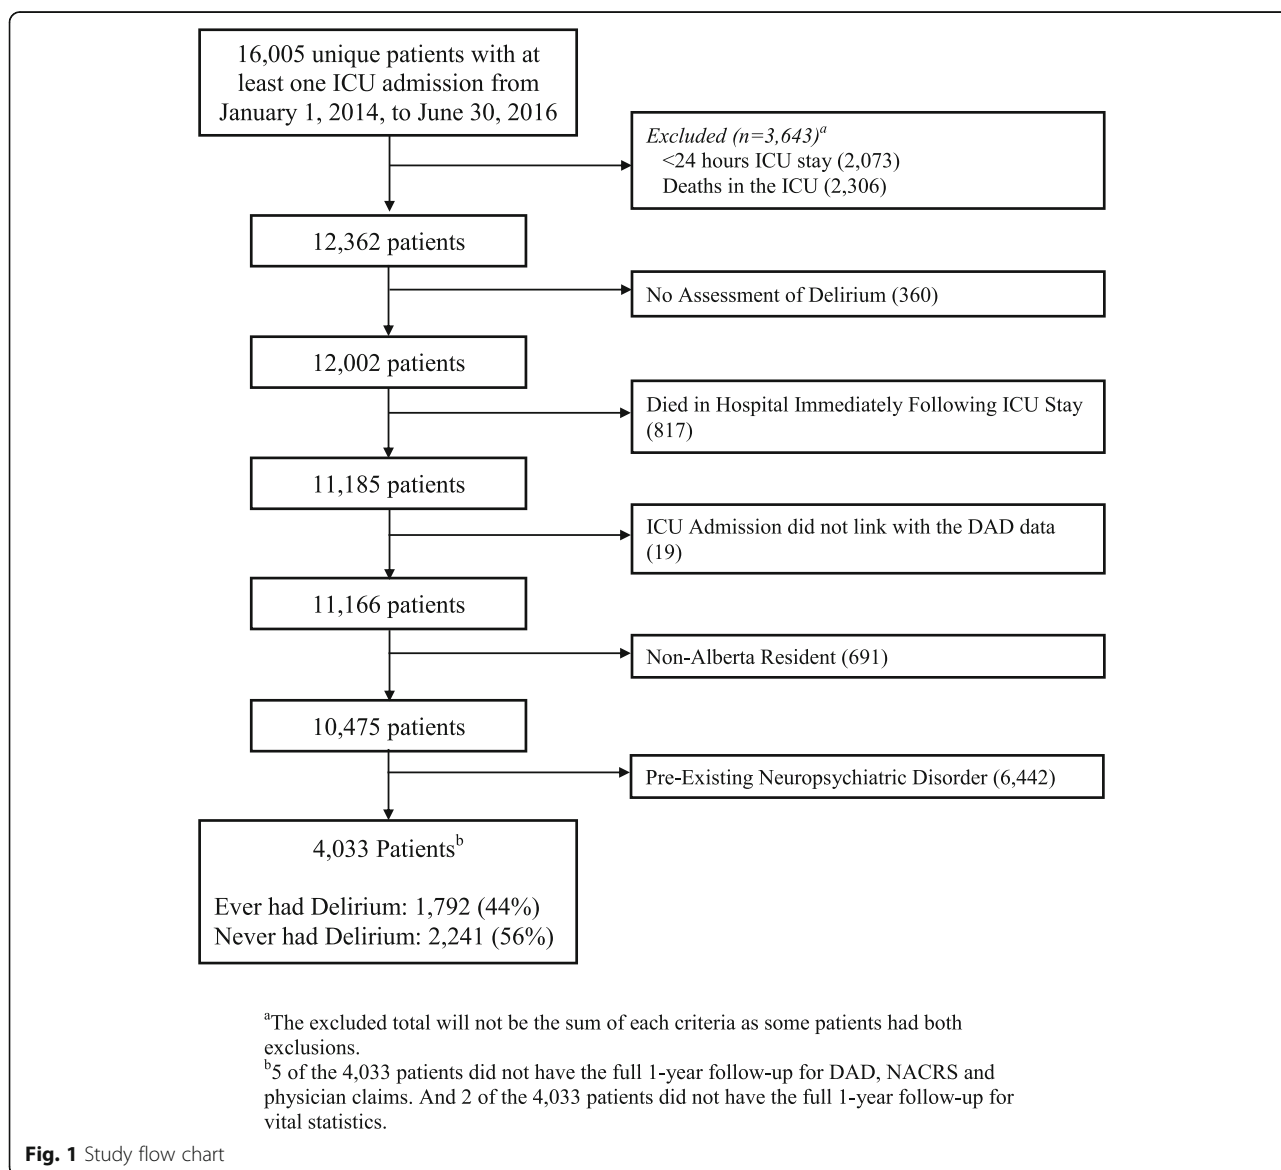 16,005 unique patients with at
least one ICU admission from
January 1, 2014, to June 30, 2016
Excluded (n=3,643)a
<24 hours ICU stay (2,073)
Deaths in the ICU (2,306)
12,362 patients
No Assessment of Delirium (360)
12,002 patients
Died in Hospital Immediately Following ICU Stay
(817)
11,185 patients
ICU Admission did not link with the DAD data
(19)
11,166 patients
Non-Alberta Resident (691)
10,475 patients
Pre-Existing Neuropsychiatric Disorder (6,442)
4,033 Patientsb
Ever had Delirium: 1,792 (44%)
Never had Delirium: 2,241 (56%)
aThe excluded total will not be the sum of each criteria as some patients had both
exclusions.
b5 of the 4,033 patients did not have the full 1-year follow-up for DAD, NACRS and
physician claims. And 2 of the 4,033 patients did not have the full 1-year follow-up for
vital statistics.
Fig. 1 Study flow chart